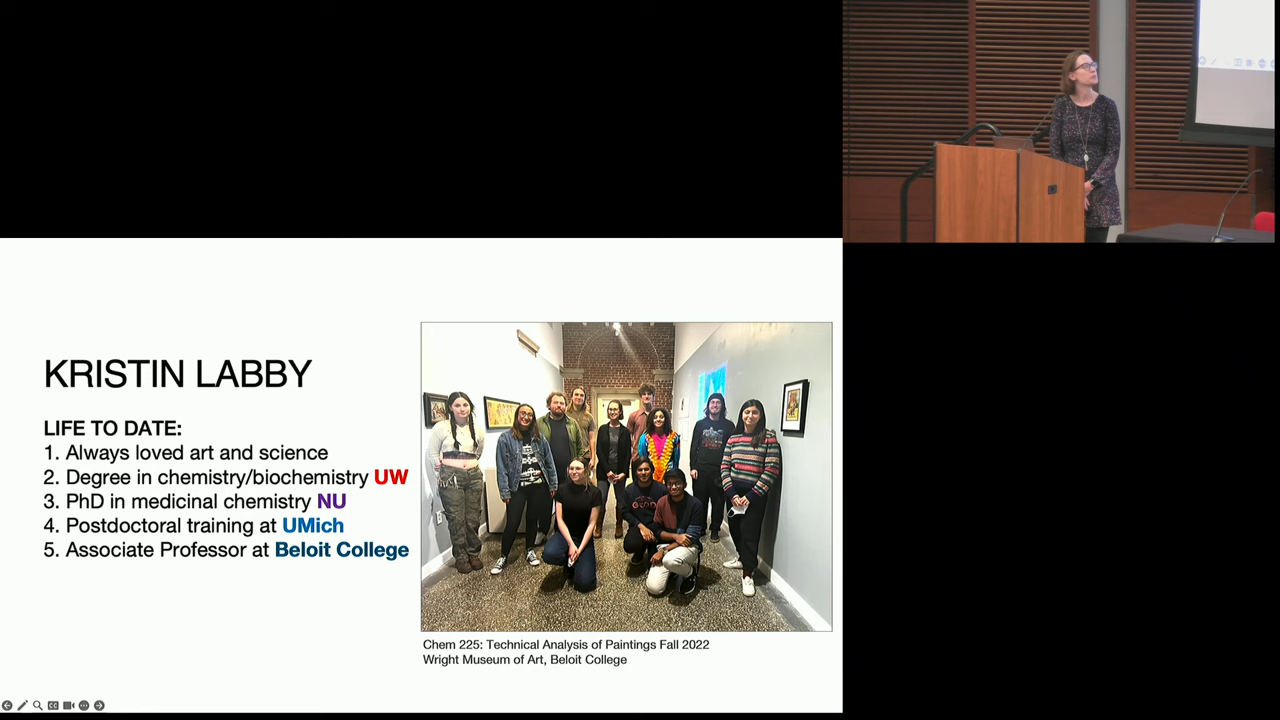 KRISTIN LABBY
LIFE TO DATE:
1. Always loved art and science
2. Degree in chemistry/biochemistry UW
3. PhD in medicinal chemistry NU
4. Postdoctoral training at UMich
5. Associate Professor at Beloit College
Chem 225: Technical Analysis of Paintings Fall 2022
Wright Museum of Art, Beloit College